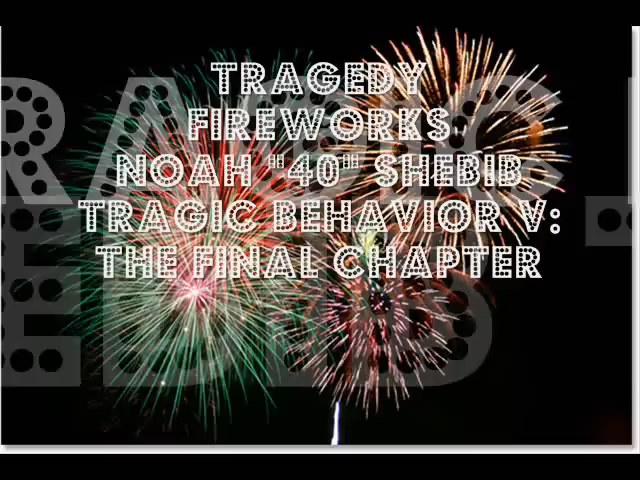 TRAGEDY
FIREWORKS
NOAH "40" SHEBIB
TRAGIC BEHAVIOR V:
THE FINAL CHAPTER